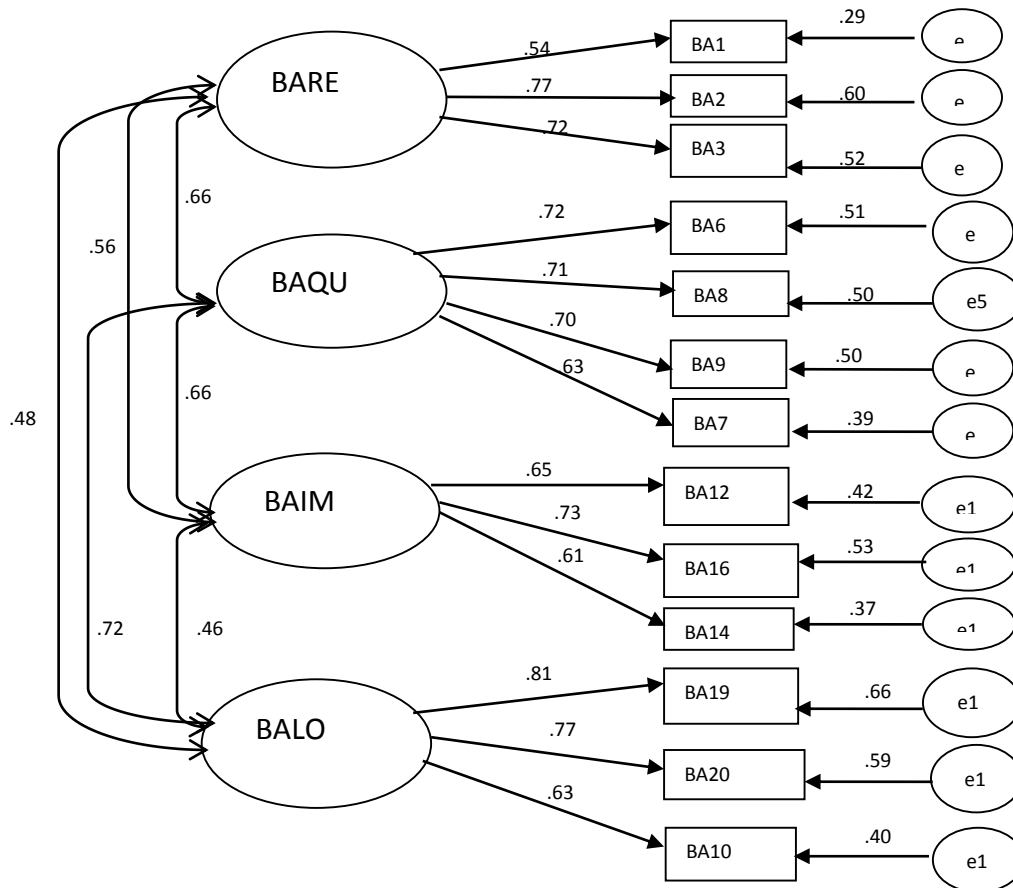 BARE
.54
BA1
.29
e
.77
BA2
.60
e
.72
BA3
.52
e
.66
.56
.48
BAQU
.72
BA6
.51
e
.71
BA8
.50
e5
.70
BA9
.50
e
.63
BA7
.39
e
.66
BAIM
.65
BA12
.42
e1
.73
BA16
.53
e1
.61
BA14
.37
e1
.72
.46
BALO
.81
BA19
.66
e1
.77
BA20
.59
e1
.63
BA10
.40
e1